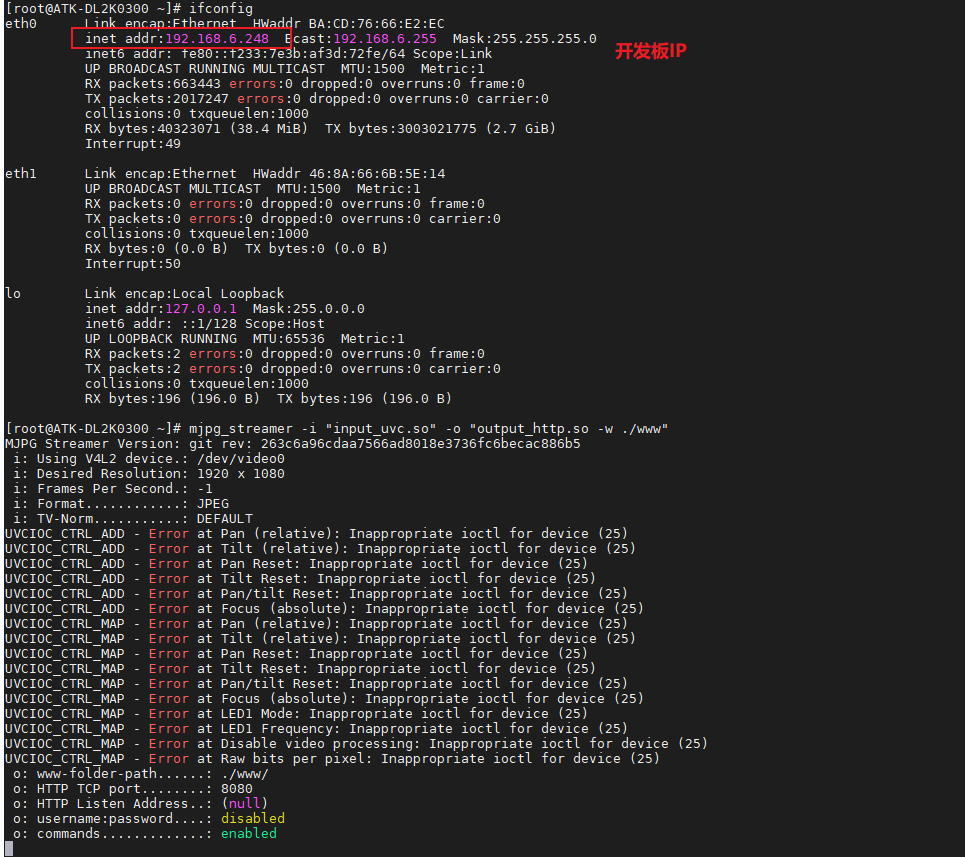 [root@ATK-DL2K0300 ~]# ifconfig
eth0      Link encap:Ethernet  HWaddr BA:CD:76:66:E2:EC
          inet addr:192.168.6.248  Bcast:192.168.6.255  Mask:255.255.255.0
开发板IP
          inet6 addr: fe80::f233:7e3b:af3d:72fe/64 Scope:Link
          UP BROADCAST RUNNING MULTICAST  MTU:1500  Metric:1
          RX packets:663443 errors:0 dropped:0 overruns:0 frame:0
          TX packets:2017247 errors:0 dropped:0 overruns:0 carrier:0
          collisions:0 txqueuelen:1000
          RX bytes:40323071 (38.4 MiB)  TX bytes:3003021775 (2.7 GiB)
          Interrupt:49
eth1      Link encap:Ethernet  HWaddr 46:8A:66:6B:5E:14
          UP BROADCAST MULTICAST  MTU:1500  Metric:1
          RX packets:0 errors:0 dropped:0 overruns:0 frame:0
          TX packets:0 errors:0 dropped:0 overruns:0 carrier:0
          collisions:0 txqueuelen:1000
          RX bytes:0 (0.0 B)  TX bytes:0 (0.0 B)
          Interrupt:50
lo        Link encap:Local Loopback
          inet addr:127.0.0.1  Mask:255.0.0.0
          inet6 addr: ::1/128 Scope:Host
          UP LOOPBACK RUNNING  MTU:65536  Metric:1
          RX packets:2 errors:0 dropped:0 overruns:0 frame:0
          TX packets:2 errors:0 dropped:0 overruns:0 carrier:0
          collisions:0 txqueuelen:1000
          RX bytes:196 (196.0 B)  TX bytes:196 (196.0 B)
[root@ATK-DL2K0300 ~]# mjpg_streamer -i "input_uvc.so" -o "output_http.so -w ./www"
MJPG Streamer Version: git rev: 263c6a96cdaa7566ad8018e3736fc6becac886b5
 i: Using V4L2 device.: /dev/video0
 i: Desired Resolution: 1920 x 1080
 i: Frames Per Second.: -1
 i: Format............: JPEG
 i: TV-Norm...........: DEFAULT
UVCIOC_CTRL_ADD - Error at Pan (relative): Inappropriate ioctl for device (25)
UVCIOC_CTRL_ADD - Error at Tilt (relative): Inappropriate ioctl for device (25)
UVCIOC_CTRL_ADD - Error at Pan Reset: Inappropriate ioctl for device (25)
UVCIOC_CTRL_ADD - Error at Tilt Reset: Inappropriate ioctl for device (25)
UVCIOC_CTRL_ADD - Error at Pan/tilt Reset: Inappropriate ioctl for device (25)
UVCIOC_CTRL_ADD - Error at Focus (absolute): Inappropriate ioctl for device (25)
UVCIOC_CTRL_MAP - Error at Pan (relative): Inappropriate ioctl for device (25)
UVCIOC_CTRL_MAP - Error at Tilt (relative): Inappropriate ioctl for device (25)
UVCIOC_CTRL_MAP - Error at Pan Reset: Inappropriate ioctl for device (25)
UVCIOC_CTRL_MAP - Error at Tilt Reset: Inappropriate ioctl for device (25)
UVCIOC_CTRL_MAP - Error at Pan/tilt Reset: Inappropriate ioctl for device (25)
UVCIOC_CTRL_MAP - Error at Focus (absolute): Inappropriate ioctl for device (25)
UVCIOC_CTRL_MAP - Error at LED1 Mode: Inappropriate ioctl for device (25)
UVCIOC_CTRL_MAP - Error at LED1 Frequency: Inappropriate ioctl for device (25)
UVCIOC_CTRL_MAP - Error at Disable video processing: Inappropriate ioctl for device (25)
UVCIOC_CTRL_MAP - Error at Raw bits per pixel: Inappropriate ioctl for device (25)
 o: www-folder-path......: ./www/
 o: HTTP TCP port........: 8080
 o: HTTP Listen Address..: (null)
 o: username:password....: disabled
 o: commands.............: enabled